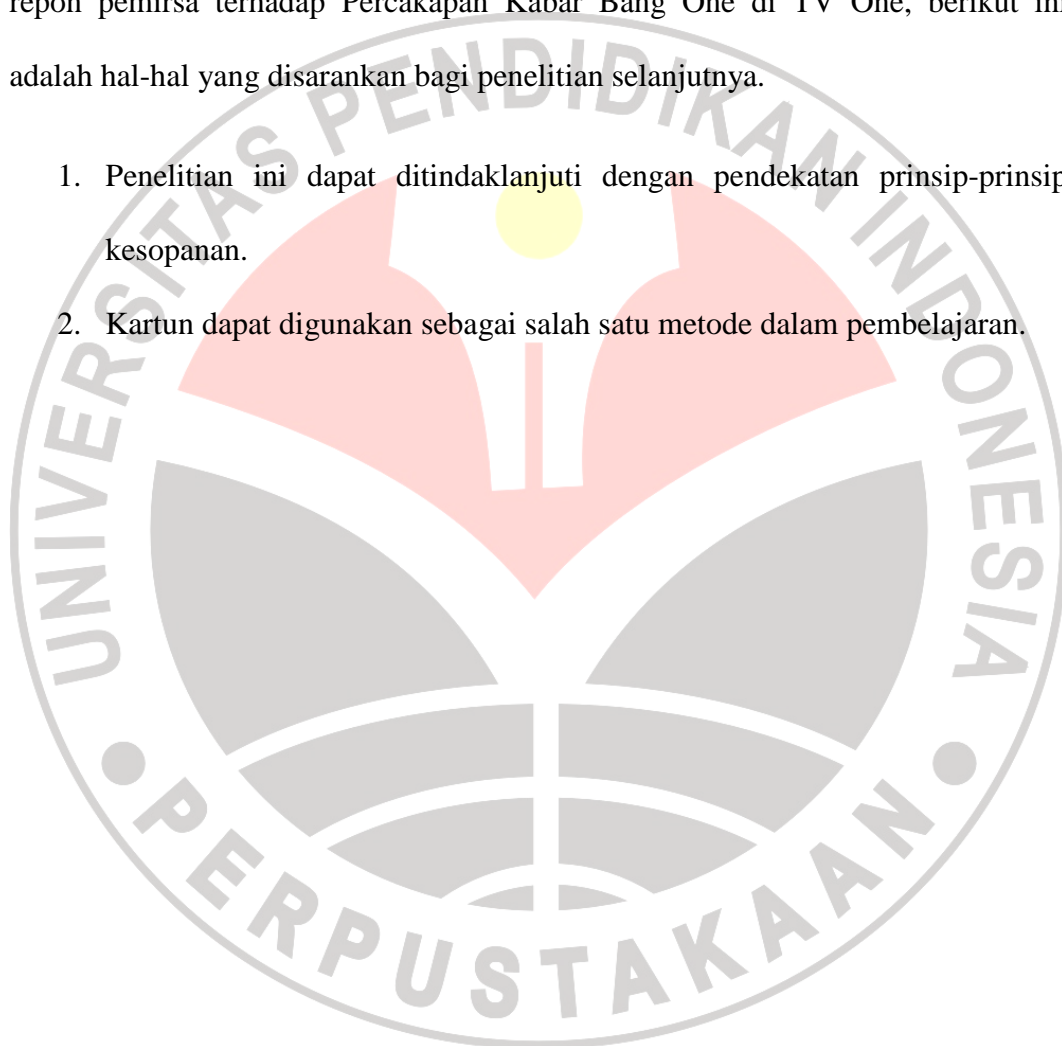 repon pemirsa terhadap Percakapan Kabar Bang One di TV One, berikut ini
adalah hal-hal yang disarankan bagi penelitian selanjutnya.
1. Penelitian ini dapat ditindaklanjuti dengan pendekatan prinsip-prinsip
kesopanan.
2. Kartun dapat digunakan sebagai salah satu metode dalam pembelajaran.
UNIVERSITAS PENDIDIKAN INDONESIA
PERPUSTAKAAN